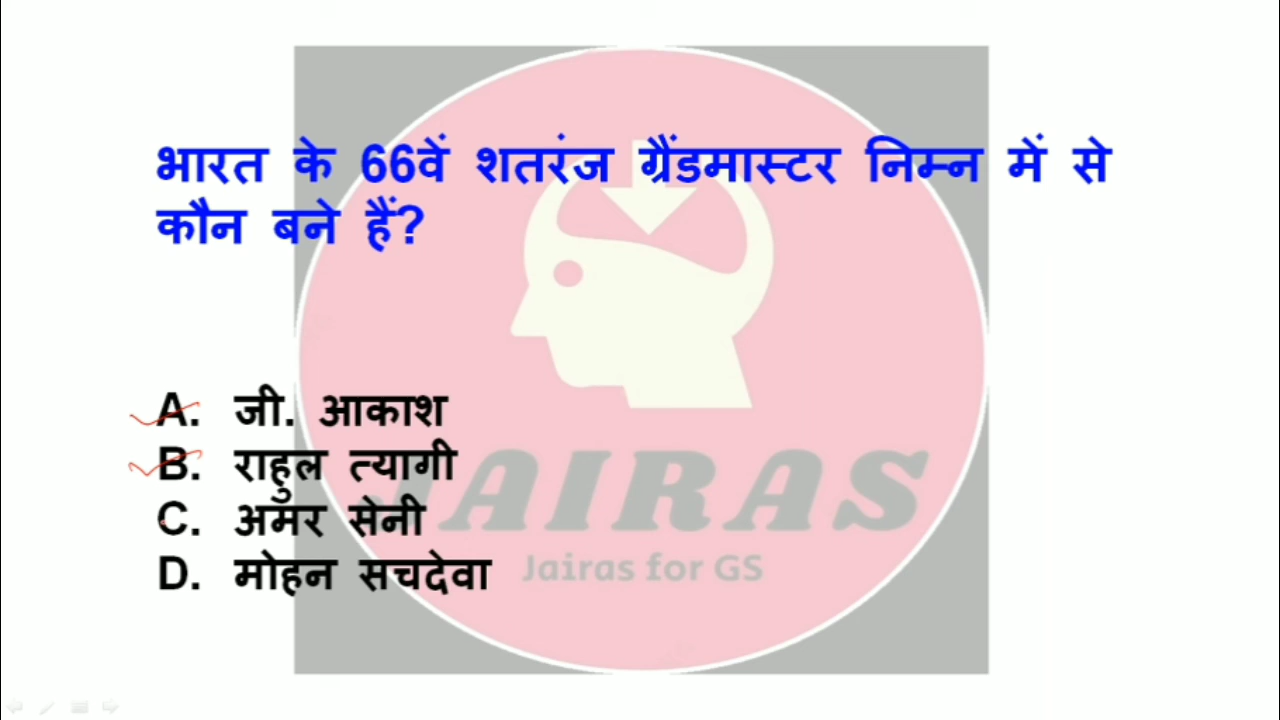 भारत के 66वें शतरंज ग्रैंडमास्टर निम्न में से
कौन बने हैं?
A. जी. आकाश
B. राहुल त्यागी
C. अमर सेनी
D. मोहन सचदेवा
JAIRAS
Jairas for GS